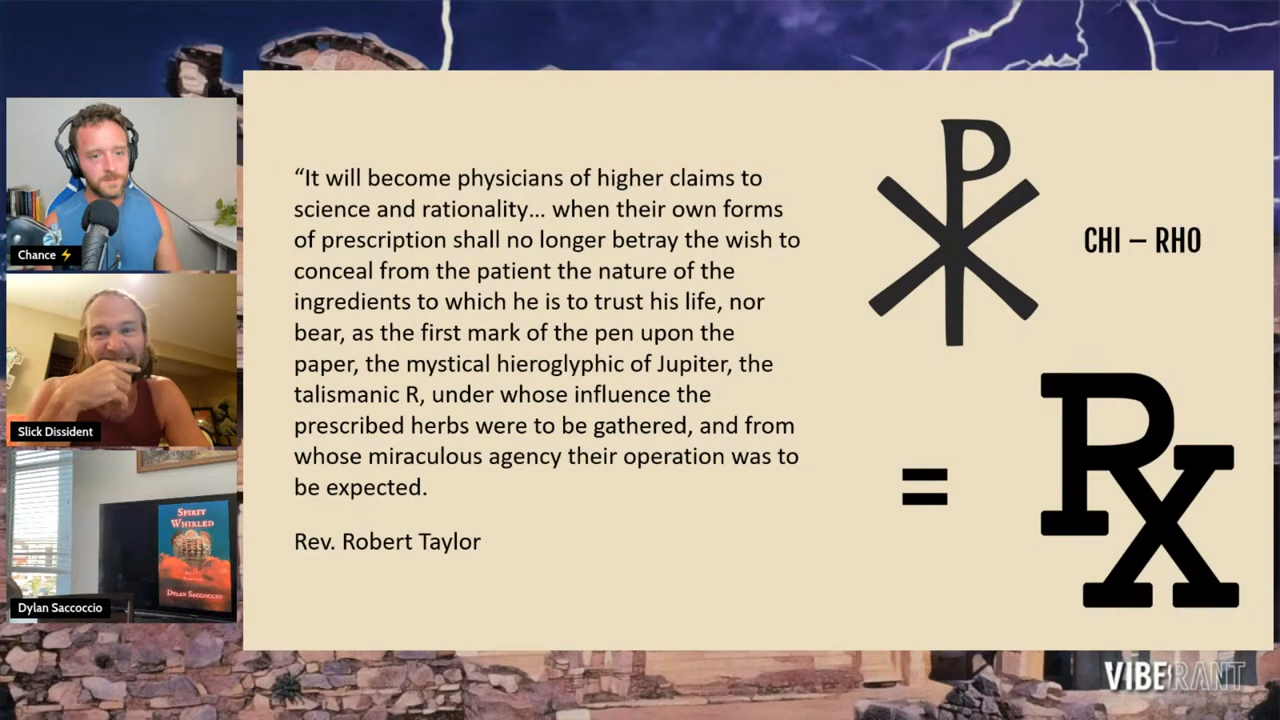 “It will become physicians of higher claims to
science and rationality... when their own forms
of prescription shall no longer betray the wish to
conceal from the patient the nature of the
ingredients to which he is to trust his life, nor
bear, as the first mark of the pen upon the
paper, the mystical hieroglyphic of Jupiter, the
talismanic R, under whose influence the
prescribed herbs were to be gathered, and from
whose miraculous agency their operation was to
be expected.
Rev. Robert Taylor
CHI – RHO
=
Rx
Chance ⚡
Slick Dissident
SPIRIT
WHIRLED
DYLAN SACCOCCIO
Dylan Saccoccio
VIBERANT